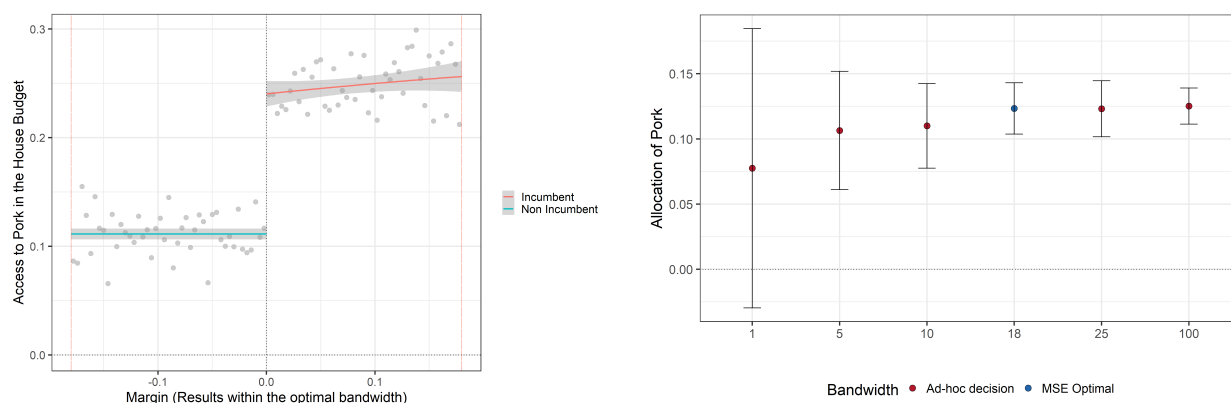 Access to Pork in the House Budget
0.3
0.2
0.1
0.0
-0.1
0.0
0.1
Margin (Results within the optimal bandwidth)
Incumbent
Non Incumbent
Allocation of Pork
0.15
0.10
0.05
0.00
1
5
10
18
25
100
Bandwidth
Ad-hoc decision
MSE Optimal